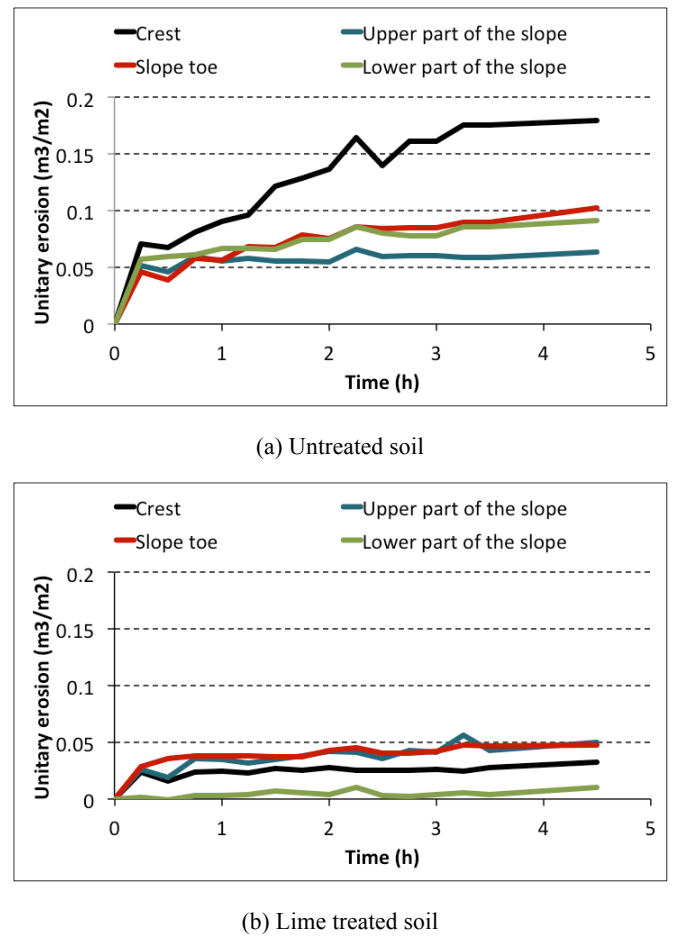 Crest Upper part of the slope
Slope toe Lower part of the slope
0.2
0.15
0.1
0.05
0
Unitary erosion (m3/m2)
0 1 2 3 4 5
Time (h)
(a) Untreated soil
Crest Upper part of the slope
Slope toe Lower part of the slope
0.2
0.15
0.1
0.05
0
Unitary erosion (m3/m2)
0 1 2 3 4 5
Time (h)
(b) Lime treated soil